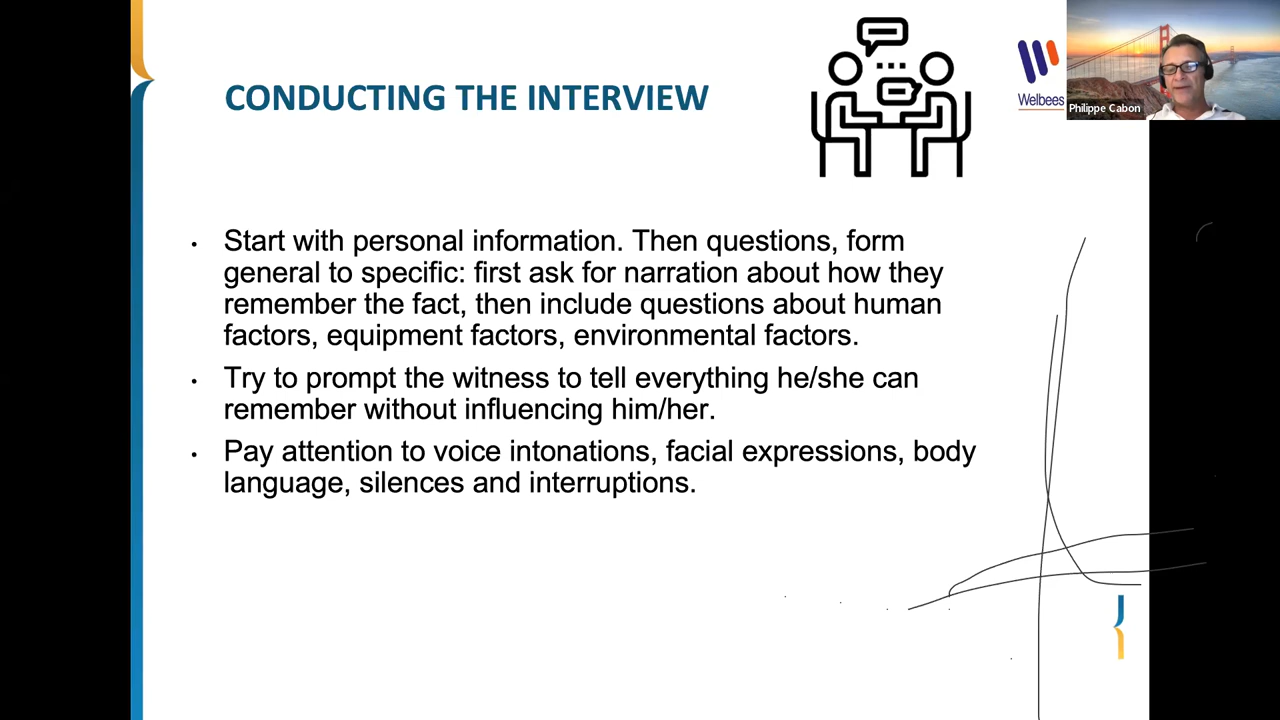 CONDUCTING THE INTERVIEW
Welbees
Philippe Cabon
• Start with personal information. Then questions, form
general to specific: first ask for narration about how they
remember the fact, then include questions about human
factors, equipment factors, environmental factors.
• Try to prompt the witness to tell everything he/she can
remember without influencing him/her.
• Pay attention to voice intonations, facial expressions, body
language, silences and interruptions.